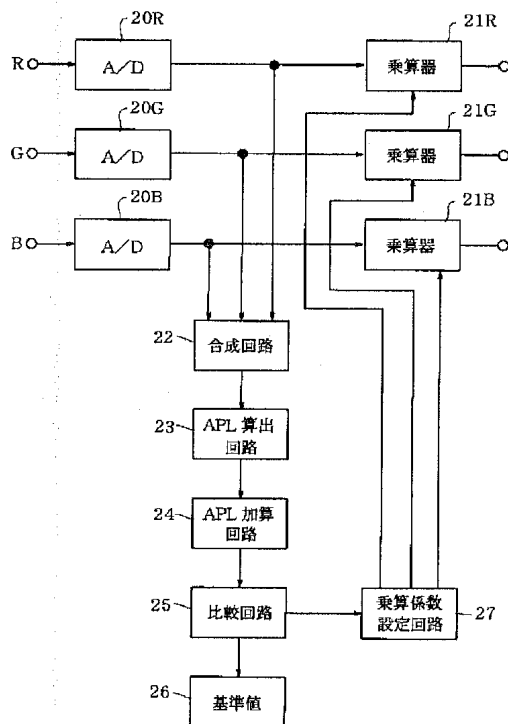 20R
21R
R
A/D
乗算器
20G
21G
G
A/D
乗算器
20B
21B
B
A/D
乗算器
22
合成回路
23
APL 算出
回路
24
APL 加算
回路
25
比較回路
乗算係数
設定回路
27
26
基準値